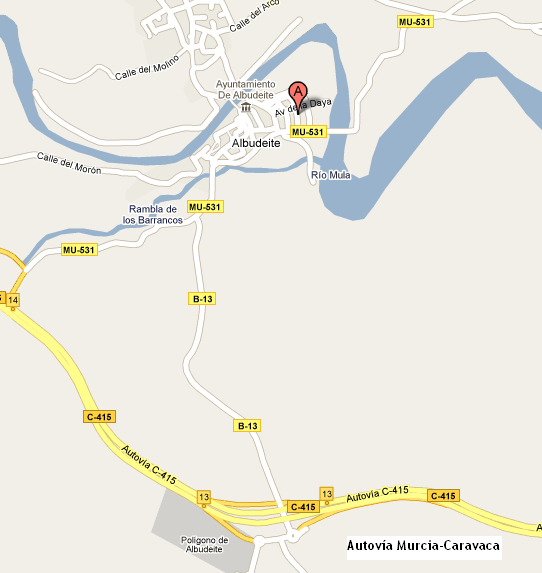 Calle del Arco
MU-531
Calle del Molino
Ayuntamiento
De Albudeite
A
Av de la Daya
MU-531
Albudeite
Calle del Morón
Río Mula
Rambla de
los Barrancos
MU-531
MU-531
14
B-13
C-415
B-13
Autovía C-415
13
C-415
13
Autovía C-415
C-415
A
Polígono de
Albudeite
Autovía Murcia-Caravaca